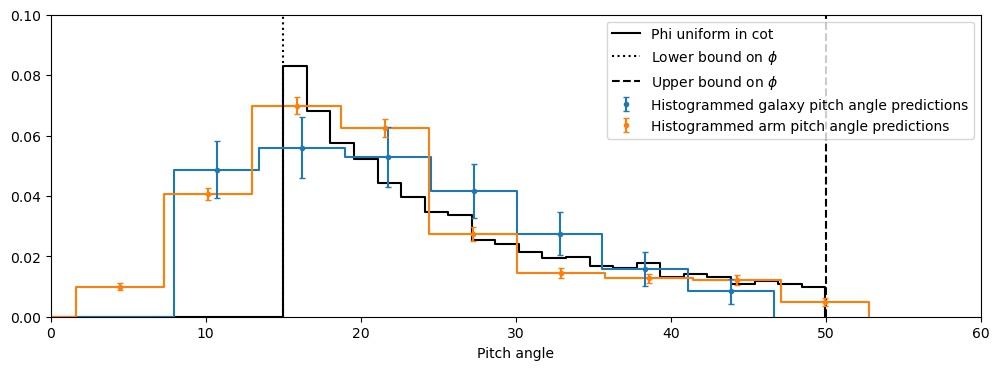 0.10
0.08
0.06
0.04
0.02
0.00
Phi uniform in cot
Lower bound on ϕ
Upper bound on ϕ
Histogrammed galaxy pitch angle predictions
Histogrammed arm pitch angle predictions
0 10 20 30 40 50 60
Pitch angle